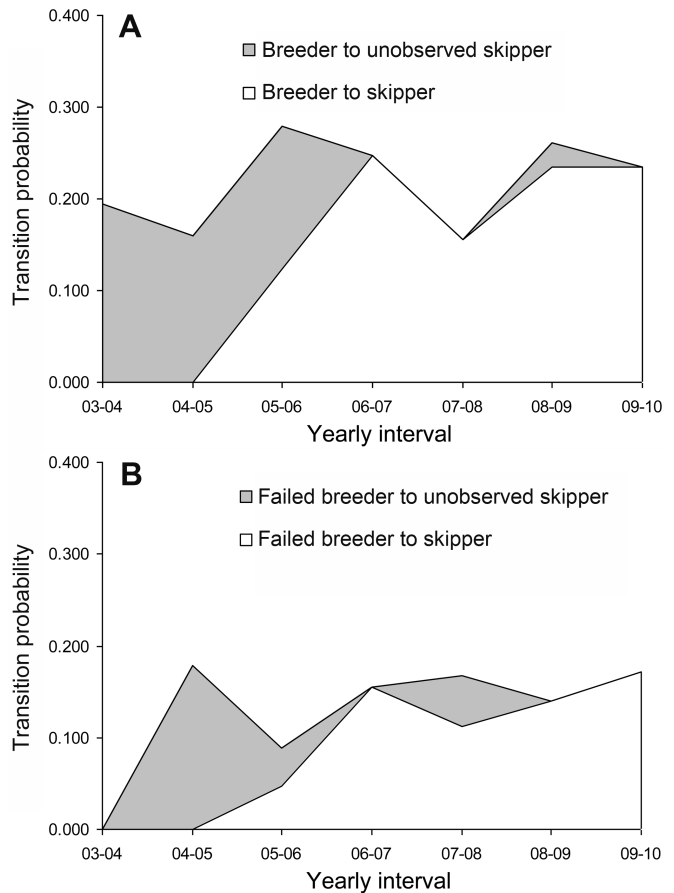 A
0.400
0.300
0.200
0.100
0.000
Transition probability
Breeder to unobserved skipper
Breeder to skipper
03-04 04-05 05-06 06-07 07-08 08-09 09-10
Yearly interval
B
0.400
0.300
0.200
0.100
0.000
Transition probability
Failed breeder to unobserved skipper
Failed breeder to skipper
03-04 04-05 05-06 06-07 07-08 08-09 09-10
Yearly interval